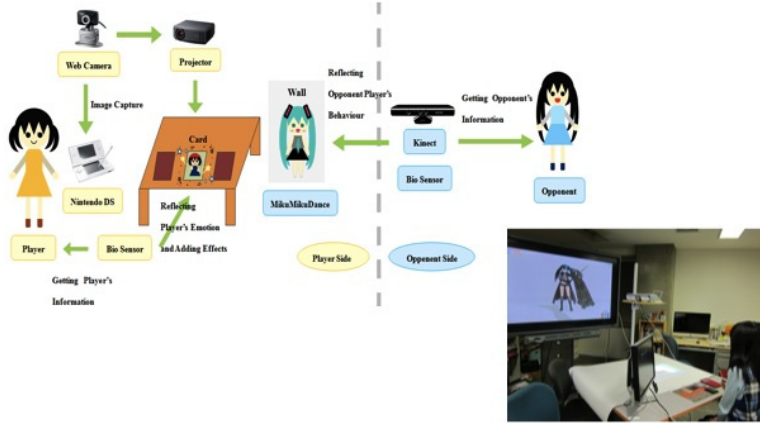 Web Camera
Projector
Image Capture
Nintendo DS
Player
Bio Sensor
Getting Player's
Information
Card
Reflecting
Player's Emotion
and Adding Effects
Wall
MikuMikuDance
Reflecting
Opponent Player's
Behaviour
Kinect
Bio Sensor
Getting Opponent's
Information
Opponent
Player Side
Opponent Side